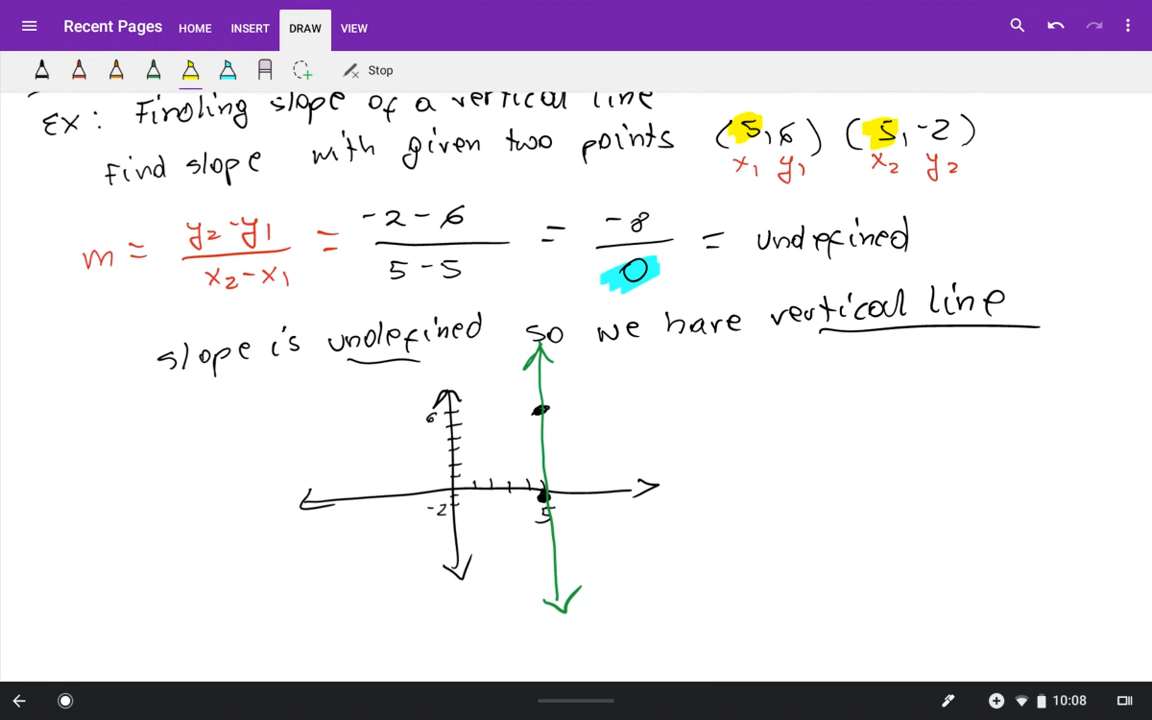 Recent Pages HOME INSERT DRAW VIEW
Stop
Ex: Finding slope of a vertical line
Find slope with given two points (5,6) (5,-2)
x1 y1 x2 y2
m = y2-y1 / x2-x1 = -2-6 / 5-5 = -8 / 0 = undefined
slope is undefined so we have vertical line
6
-2
5
10:08